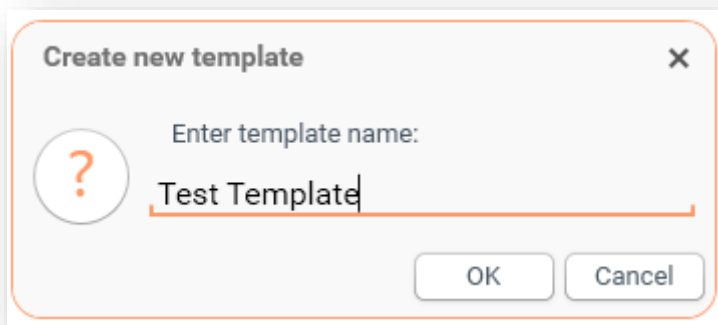 Create new template
Enter template name:
?
Test Template
OK
Cancel